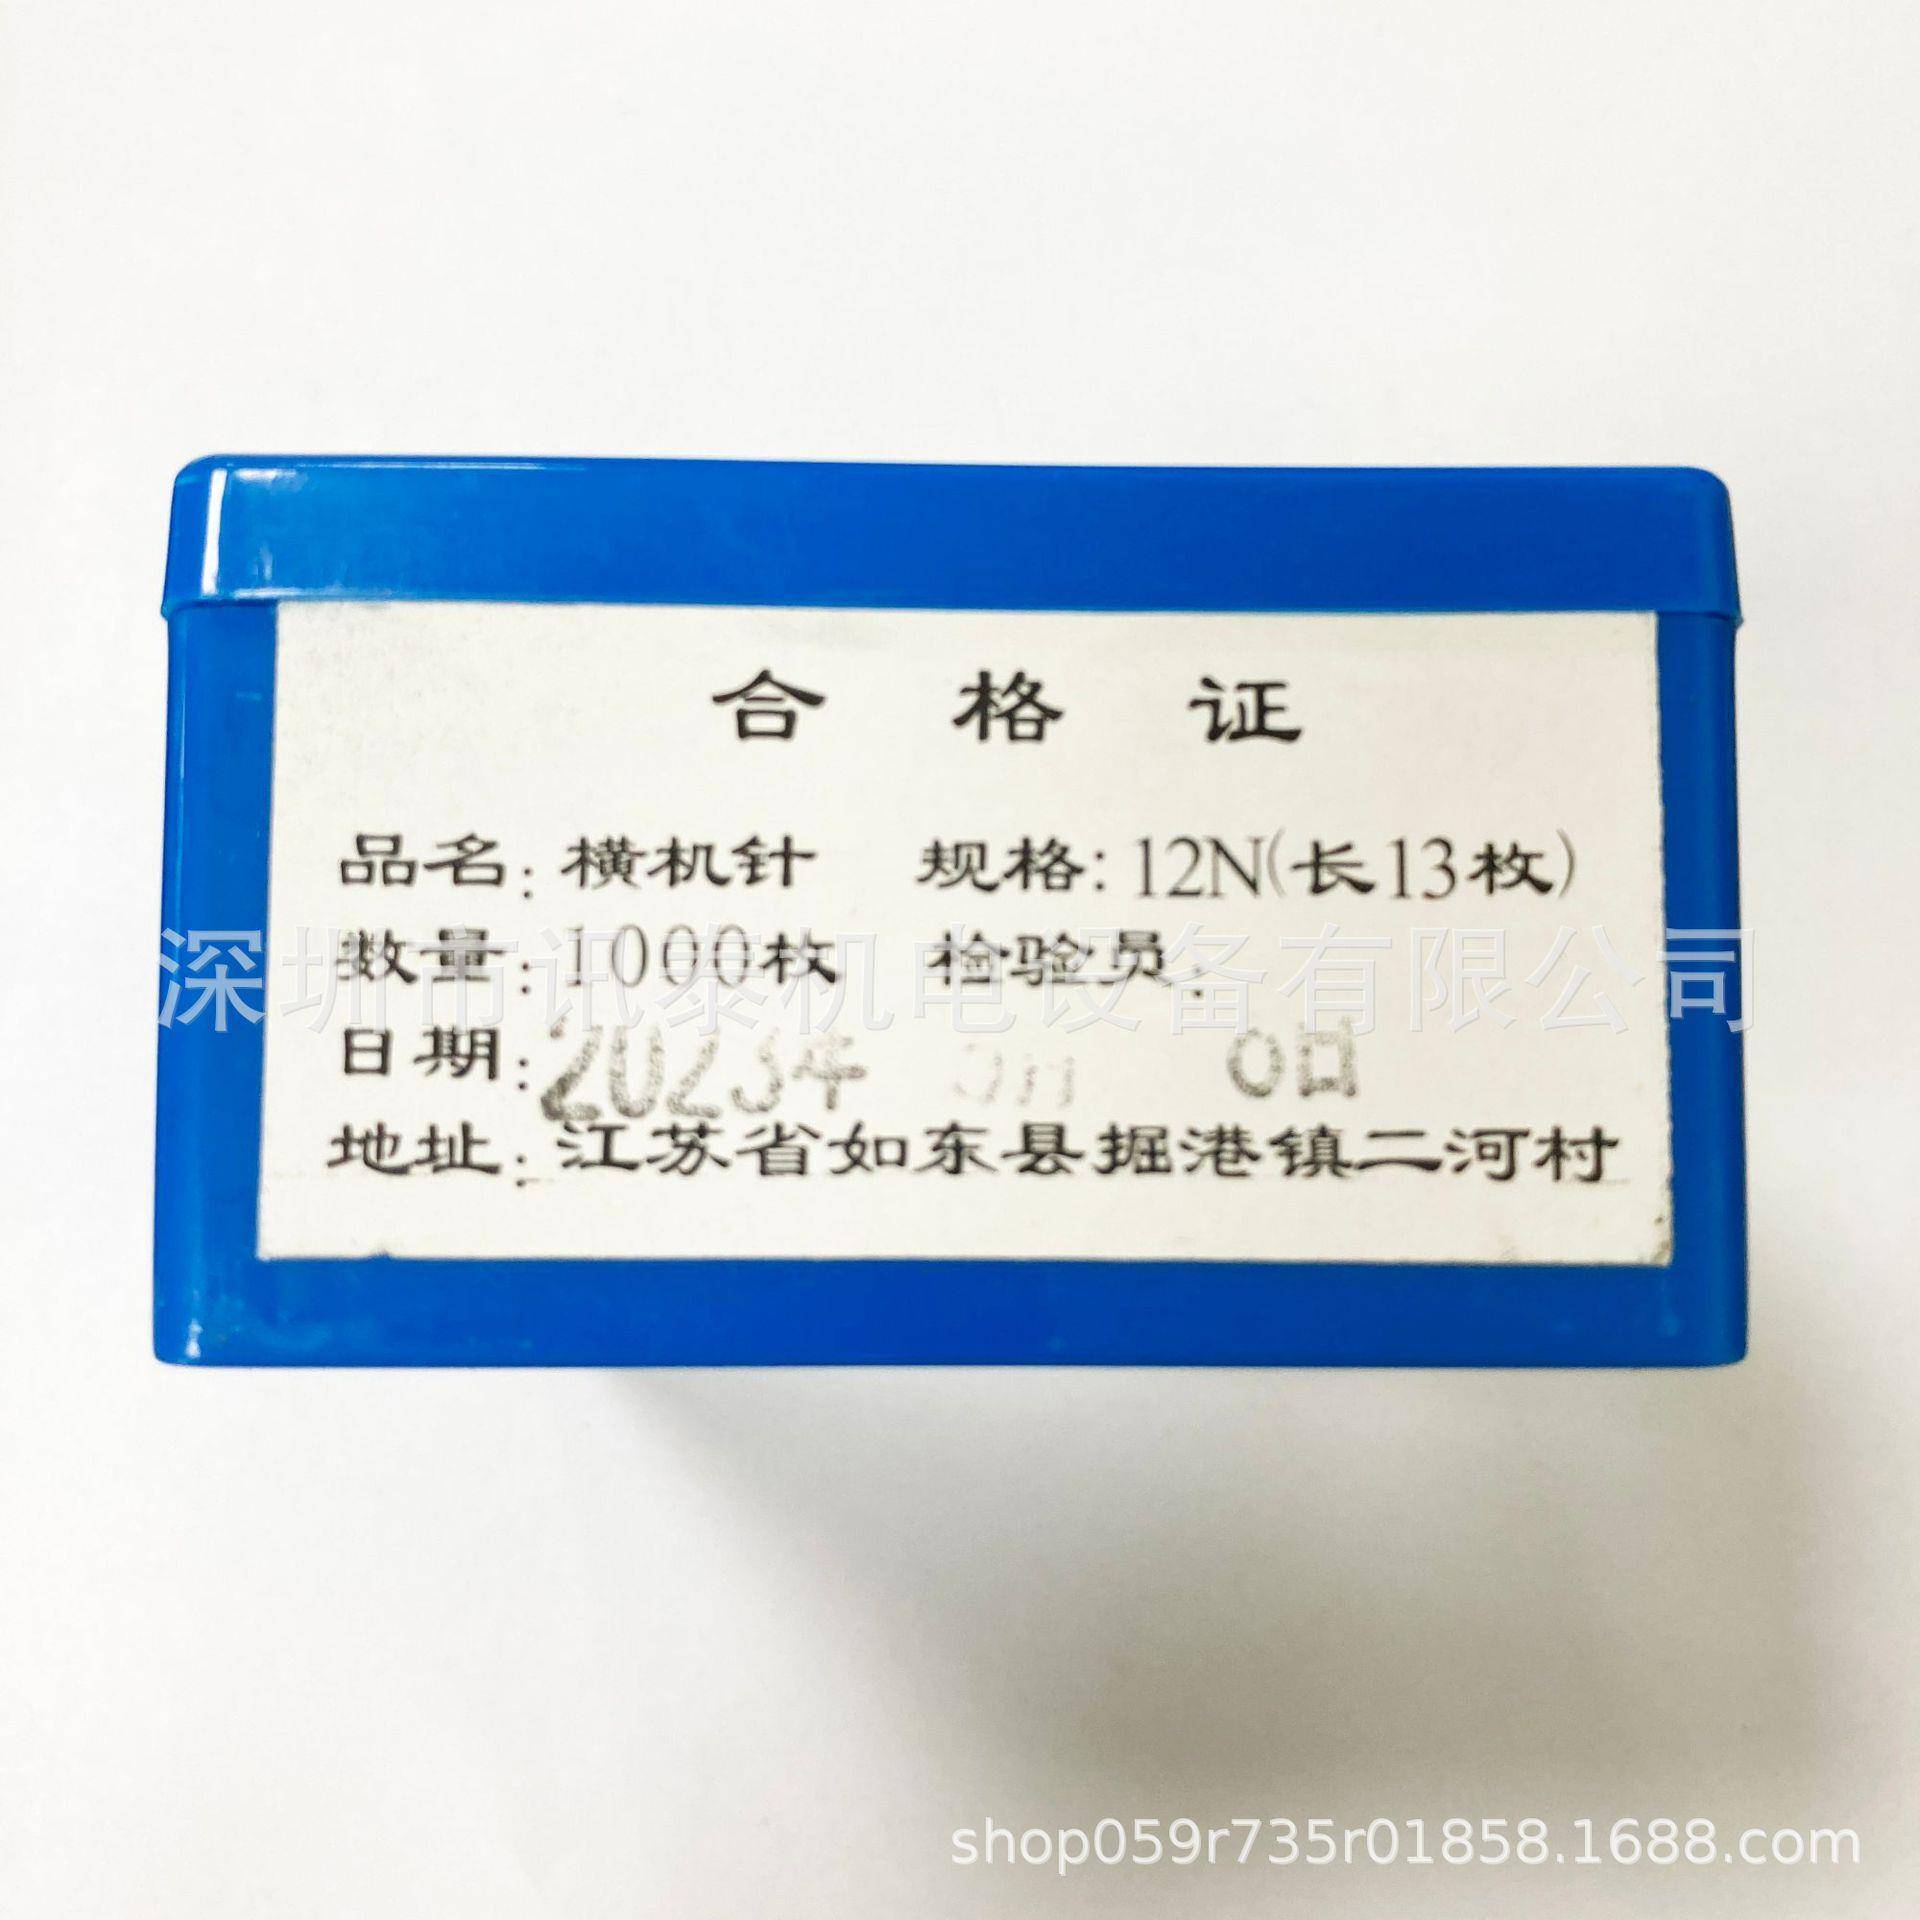 合格证
品名:横机针 规格:12N(长13枚)
数量:1000枚 检验员:
深圳市讯泰机电设备有限公司
日期:2023年 0日
地址:江苏省如东县掘港镇二河村
shop059r735r01858.1688.com